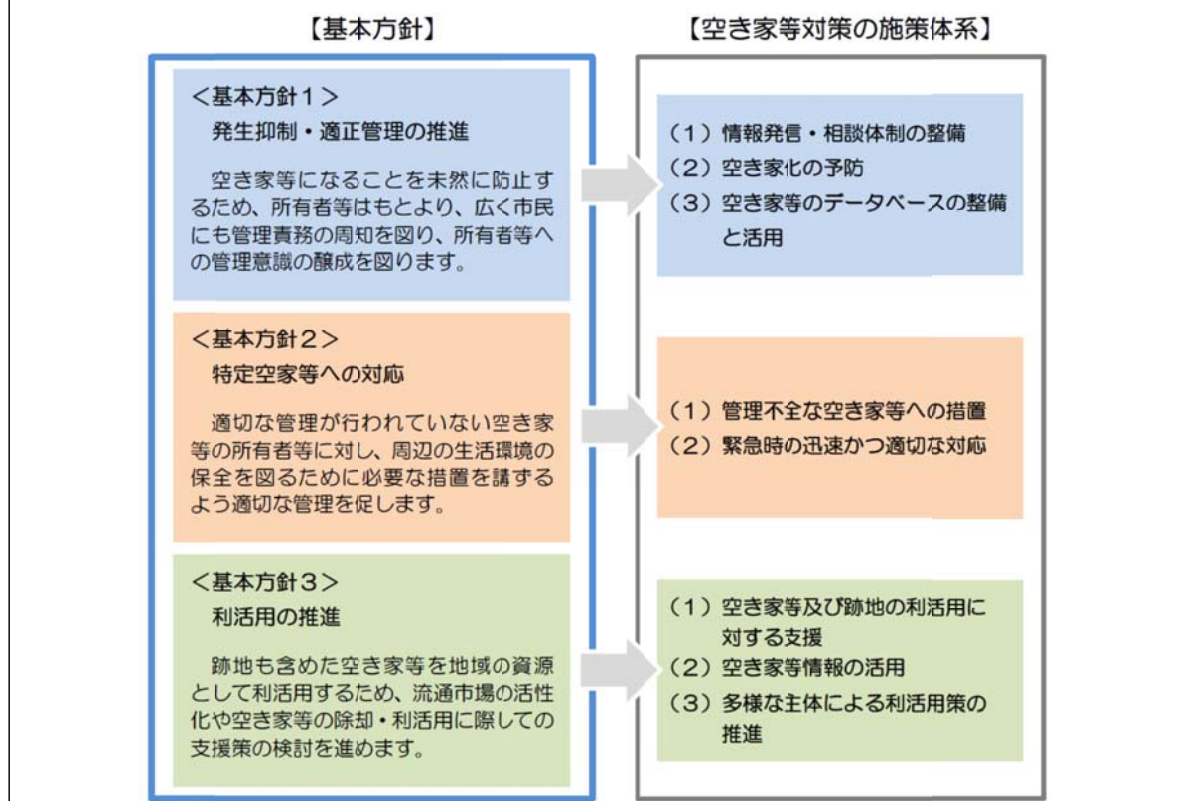 【基本方針】
<基本方針1>
発生抑制・適正管理の推進
空き家等になることを未然に防止す
るため、所有者等はもとより、広く市民
にも管理責務の周知を図り、所有者等へ
の管理意識の醸成を図ります。
<基本方針2>
特定空家等への対応
適切な管理が行われていない空き家
等の所有者等に対し、周辺の生活環境の
保全を図るために必要な措置を講ずる
よう適切な管理を促します。
<基本方針3>
利活用の推進
跡地も含めた空き家等を地域の資源
として利活用するため、流通市場の活性
化や空き家等の除却・利活用に際しての
支援策の検討を進めます。
【空き家等対策の施策体系】
(1)情報発信・相談体制の整備
(2)空き家化の予防
(3)空き家等のデータベースの整備
と活用
(1)管理不全な空き家等への措置
(2)緊急時の迅速かつ適切な対応
(1)空き家等及び跡地の利活用に
対する支援
(2)空き家等情報の活用
(3)多様な主体による利活用策の
推進